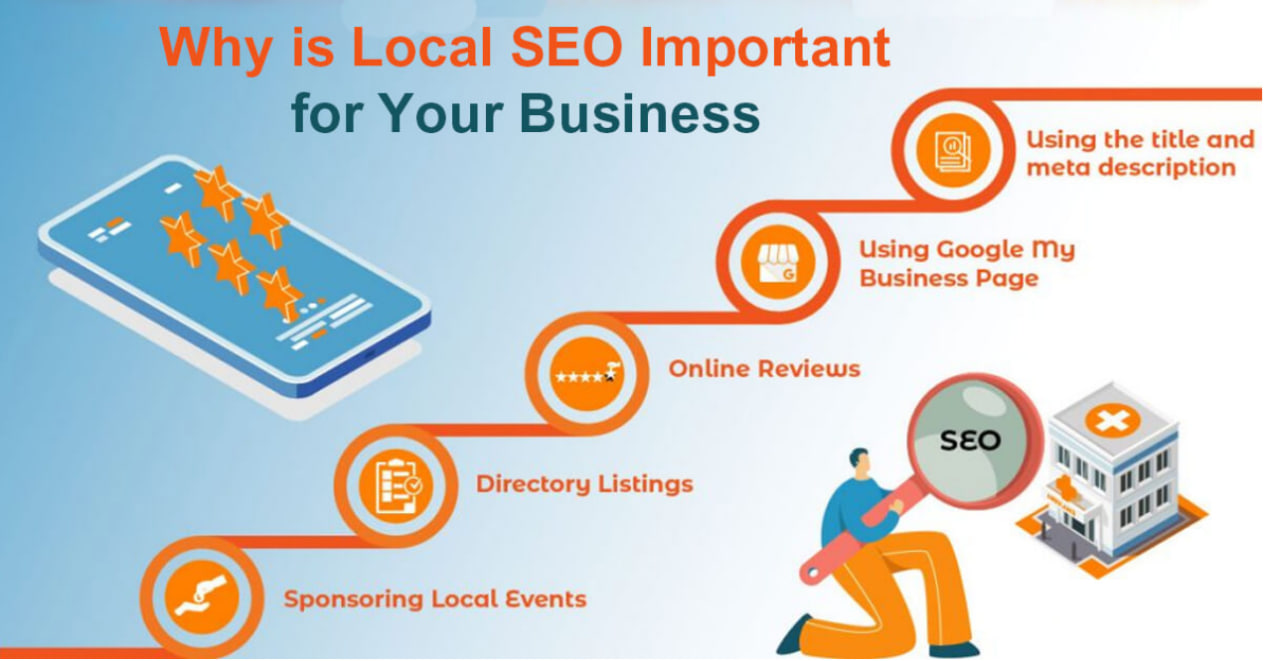 Why is Local SEO Important
for Your Business
Using the title and
meta description
Using Google My
Business Page
G
Online Reviews
SEO
Directory Listings
Sponsoring Local Events